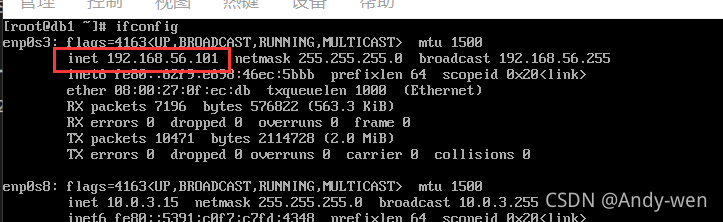 控制 视图 热键 设备 帮助
[root@db1 ~]# ifconfig
enp0s3: flags=4163<UP,BROADCAST,RUNNING,MULTICAST> mtu 1500
inet 192.168.56.101 netmask 255.255.255.0 broadcast 192.168.56.255
inet6 fe80::82f9:e898:46ec:5bbb prefixlen 64 scopeid 0x20<link>
ether 08:00:27:0f:ec:db txqueuelen 1000 (Ethernet)
RX packets 7196 bytes 576822 (563.3 KiB)
RX errors 0 dropped 0 overruns 0 frame 0
TX packets 10471 bytes 2114728 (2.0 MiB)
TX errors 0 dropped 0 overruns 0 carrier 0 collisions 0
enp0s8: flags=4163<UP,BROADCAST,RUNNING,MULTICAST> mtu 1500
inet 10.0.3.15 netmask 255.255.255.0 broadcast 10.0.3.255
inet6 fe80::5391:c0f7:c7fd:4348 prefixlen 64 scopeid 0x20<link>
CSDN @Andy-wen